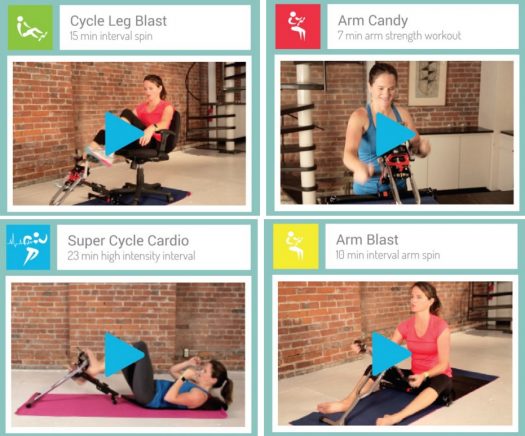 Cycle Leg Blast
15 min interval spin
Arm Candy
7 min arm strength workout
Super Cycle Cardio
23 min high intensity interval
Arm Blast
10 min interval arm spin